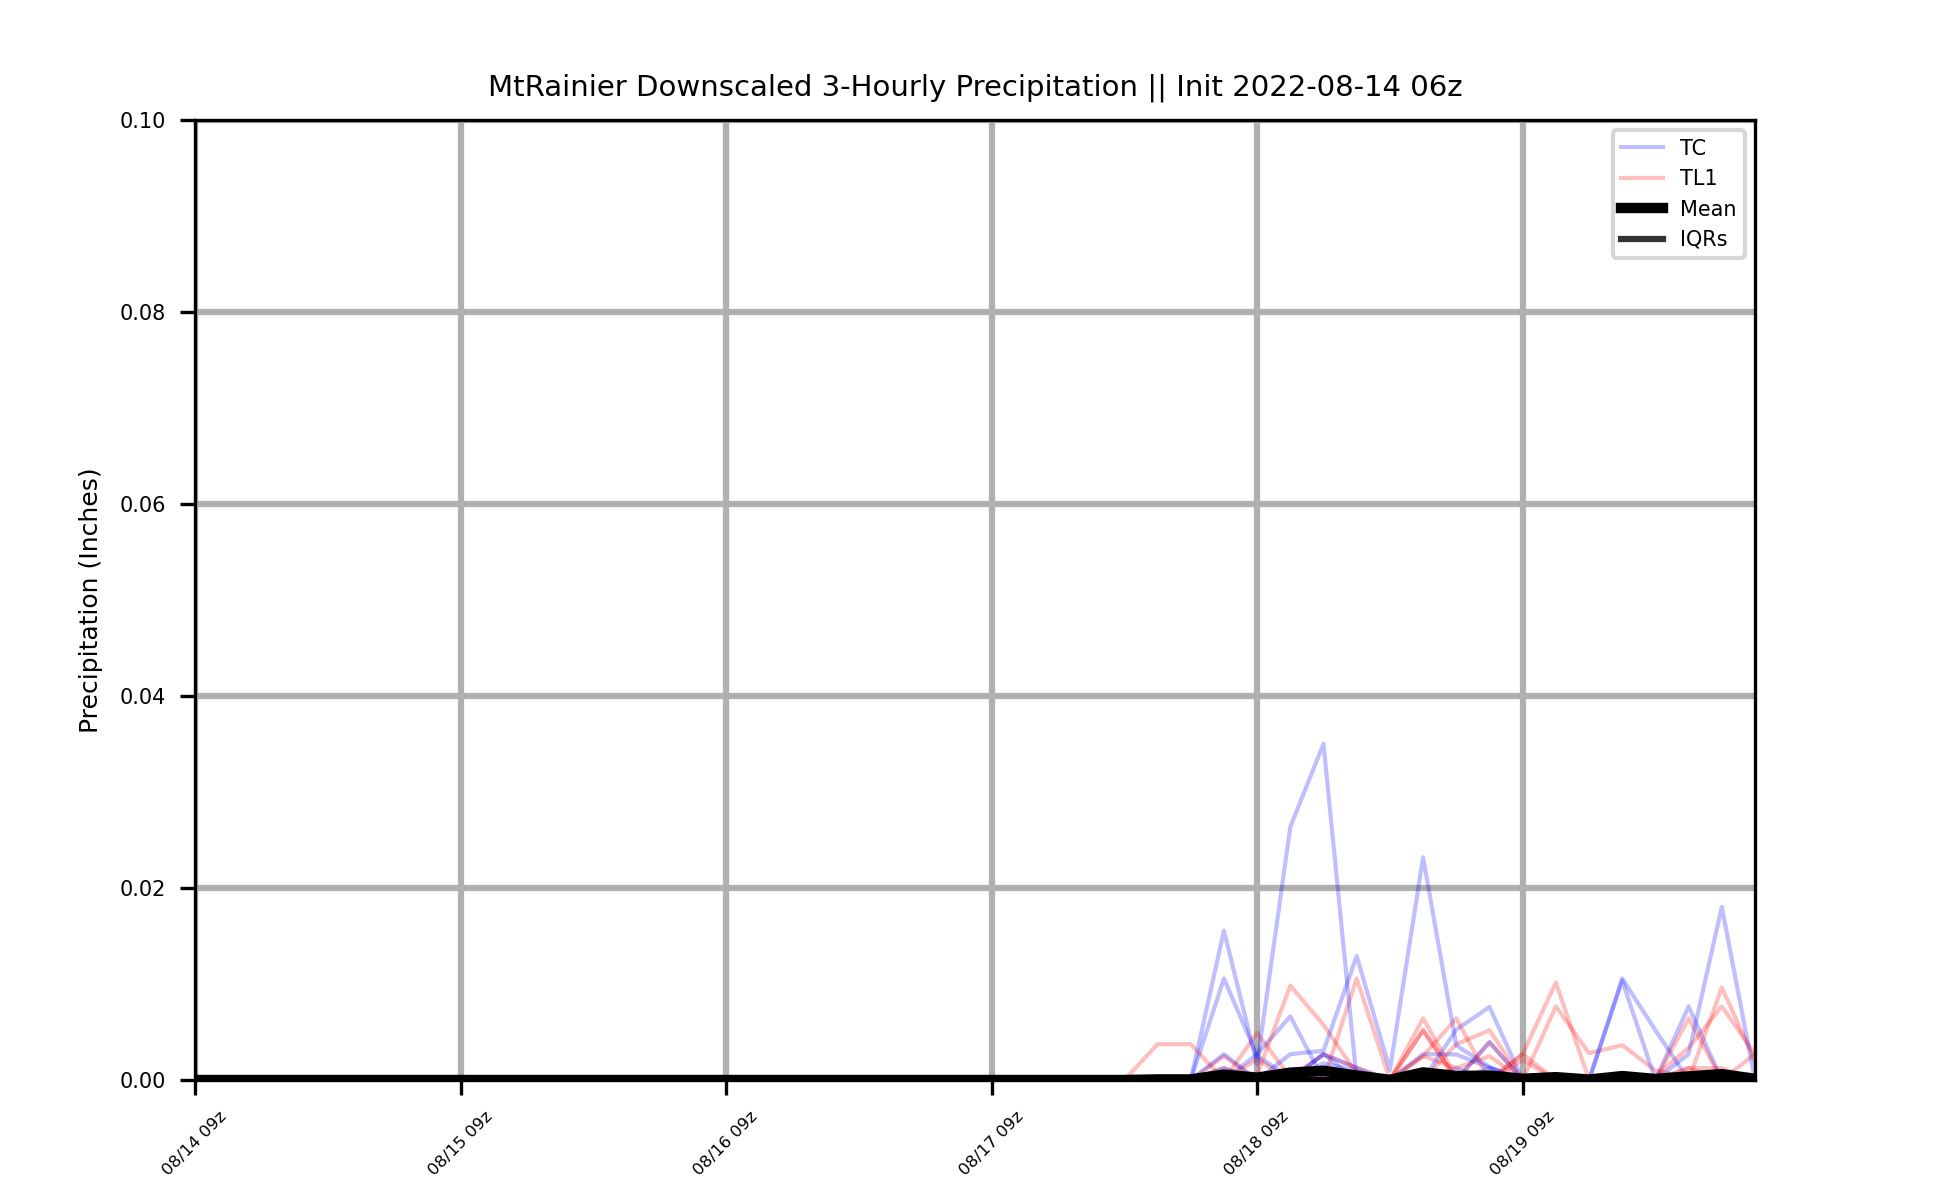 MtRainier Downscaled 3-Hourly Precipitation || Init 2022-08-14 06z
Precipitation (Inches)
0.10
0.08
0.06
0.04
0.02
0.00
TC
TL1
Mean
IQRs
08/14 09z
08/15 09z
08/16 09z
08/17 09z
08/18 09z
08/19 09z